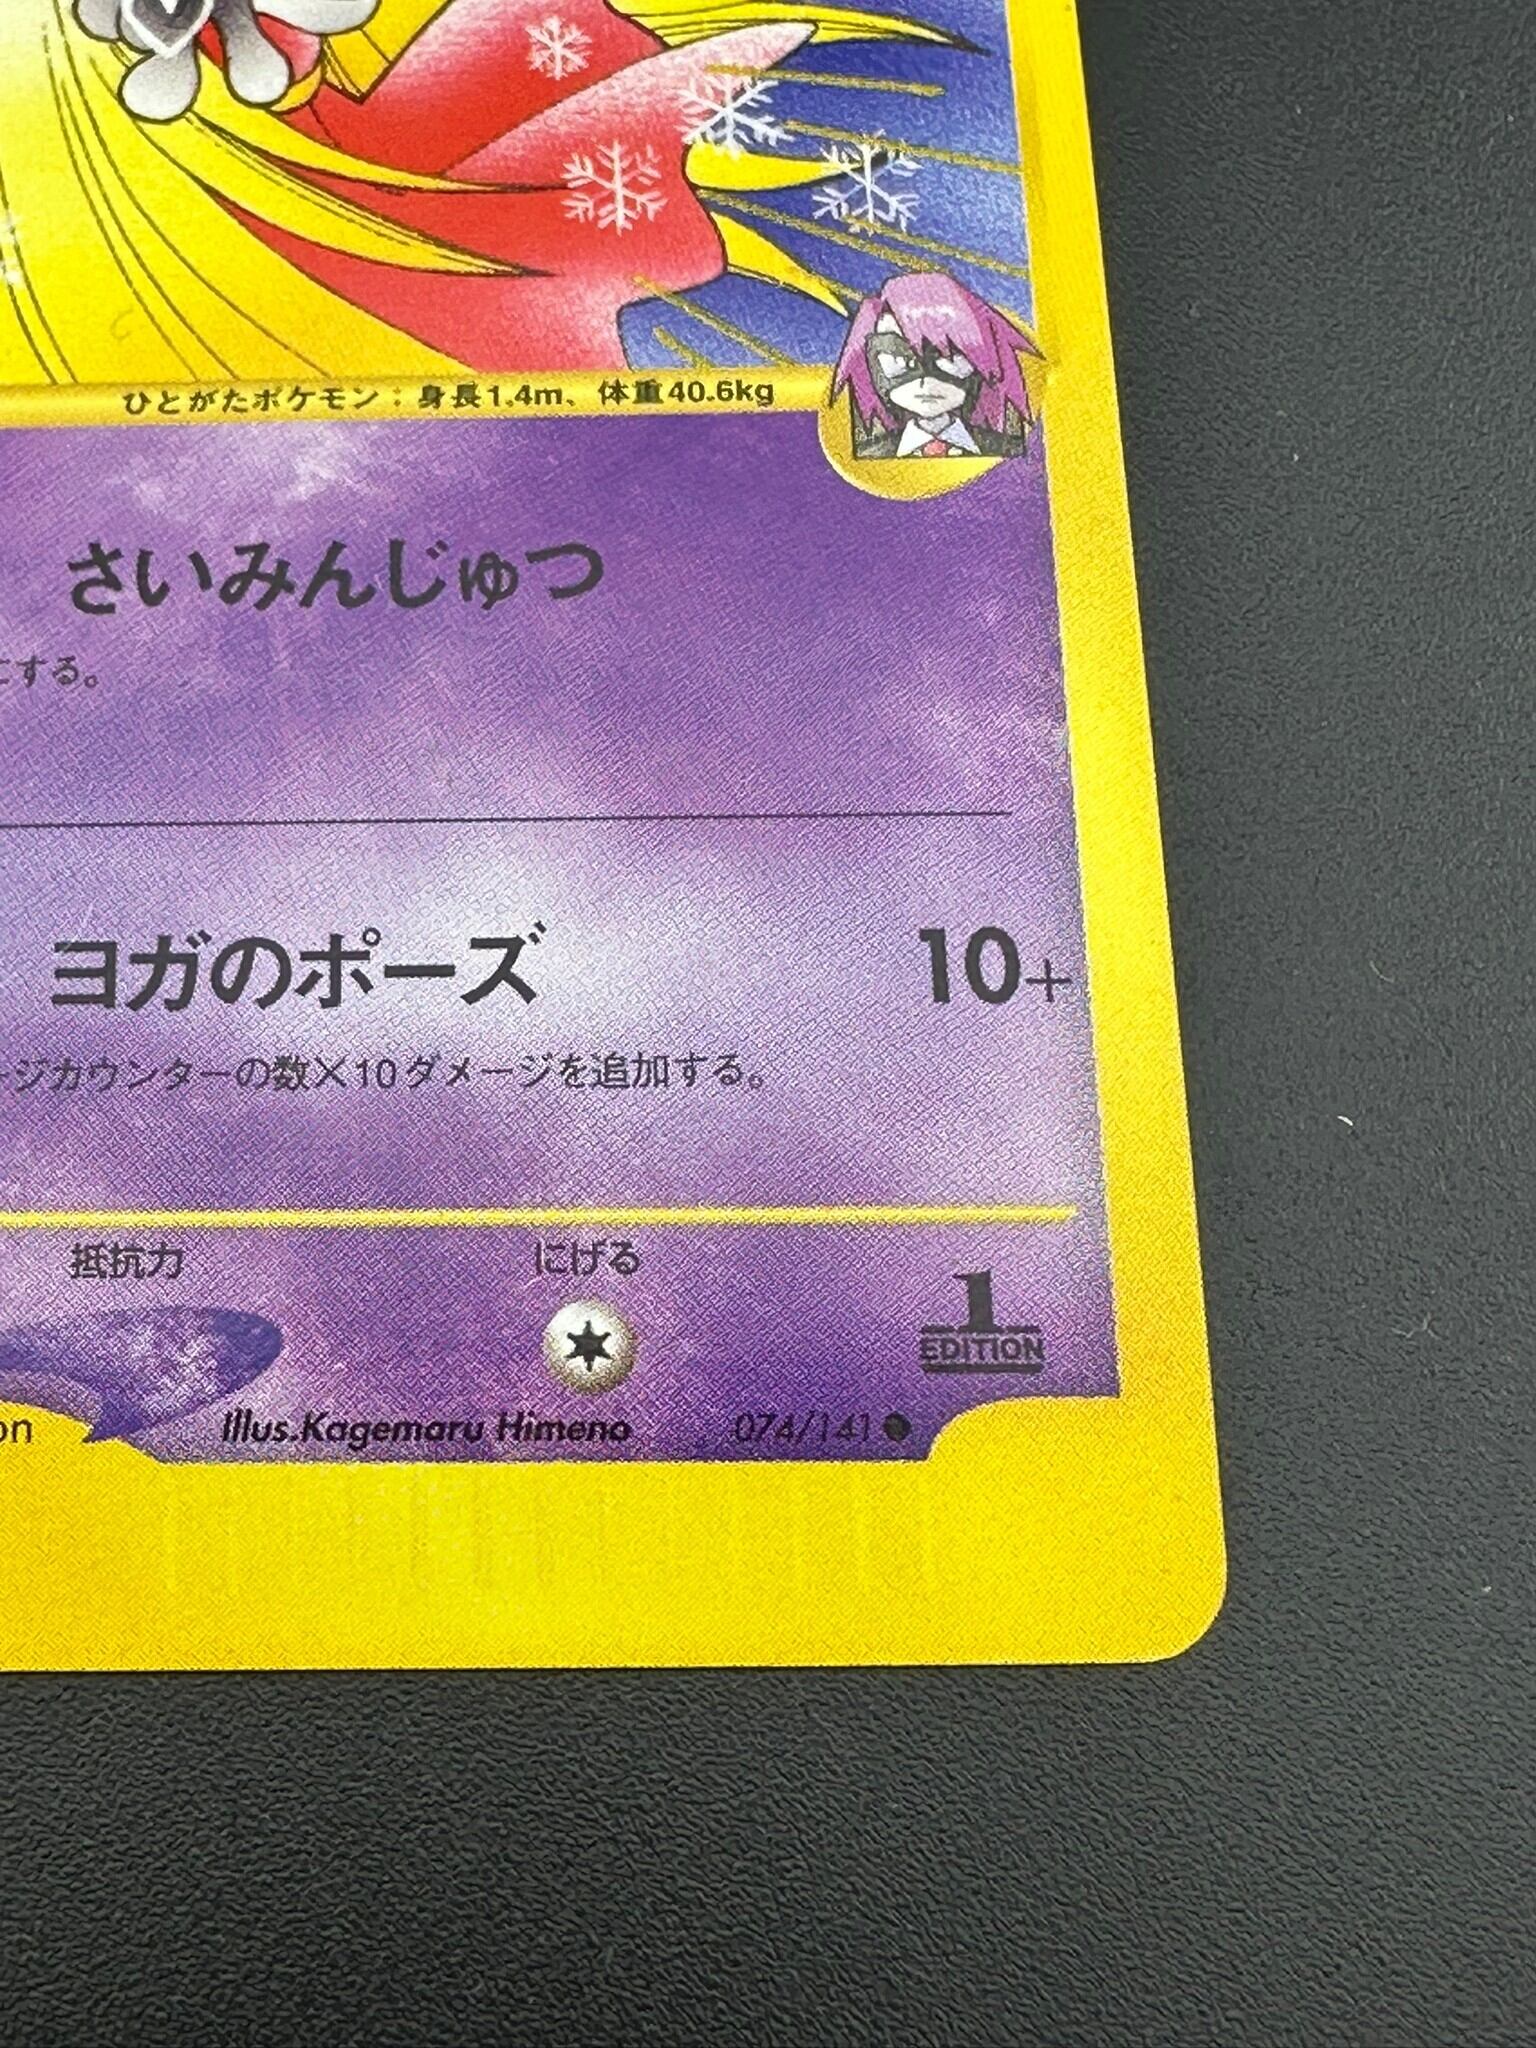 ひとがたポケモン：身長1.4m、体重40.6kg
さいみんじゅつ
にする。
ヨガのポーズ 10+
ージカウンターの数×10ダメージを追加する。
抵抗力 にげる
1
EDITION
on Illus.Kagemaru Himeno 074/141●